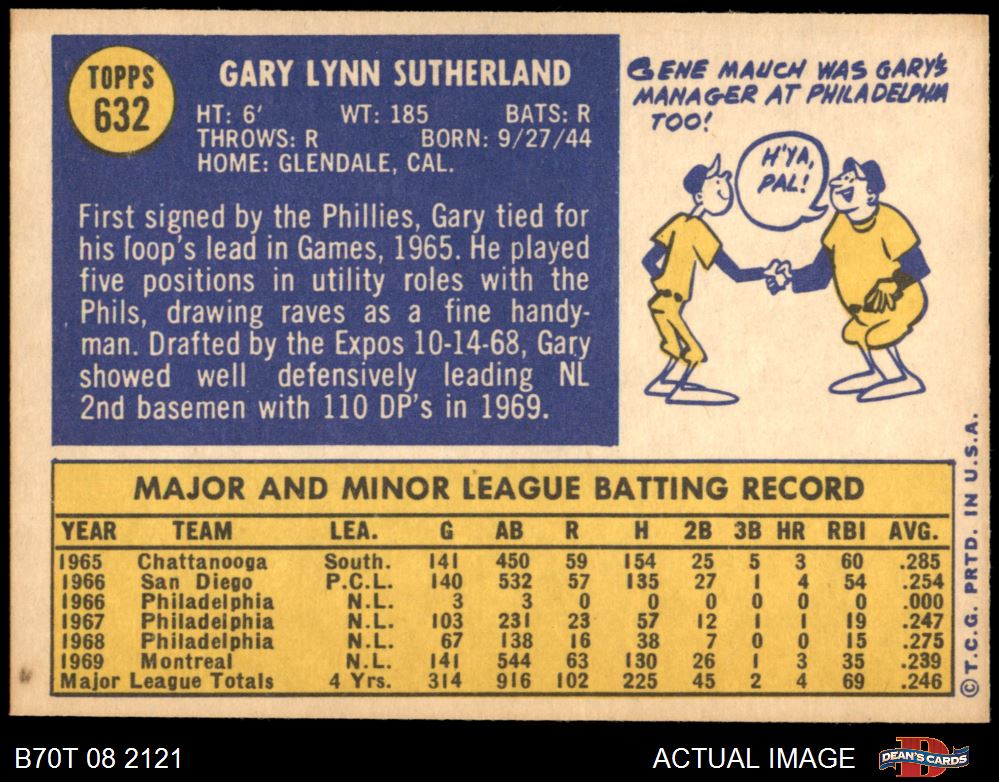 TOPPS
632
GARY LYNN SUTHERLAND
HT: 6' WT: 185 BATS: R
THROWS: R BORN: 9/27/44
HOME: GLENDALE, CAL.
First signed by the Phillies, Gary tied for
his loop's lead in Games, 1965. He played
five positions in utility roles with the
Phils, drawing raves as a fine handy-
man. Drafted by the Expos 10-14-68, Gary
showed well defensively leading NL
2nd basemen with 110 DP's in 1969.
GENE MAUCH WAS GARY'S
MANAGER AT PHILADELPHIA
TOO!
H'YA,
PAL!
MAJOR AND MINOR LEAGUE BATTING RECORD
YEAR TEAM LEA. G AB R H 2B 3B HR RBI AVG.
1965 Chattanooga South. 141 450 59 154 25 5 3 60 .285
1966 San Diego P.C.L. 140 532 57 135 27 1 4 54 .254
1966 Philadelphia N.L. 3 3 0 0 0 0 0 0 .000
1967 Philadelphia N.L. 103 231 23 57 12 1 1 19 .247
1968 Philadelphia N.L. 67 138 16 38 7 0 0 15 .275
1969 Montreal N.L. 141 544 63 130 26 1 3 35 .239
Major League Totals 4 Yrs. 314 916 102 225 45 2 4 69 .246
© T.C.G. PRTD. IN U.S.A.
B70T 08 2121
ACTUAL IMAGE
DEAN'S CARDS